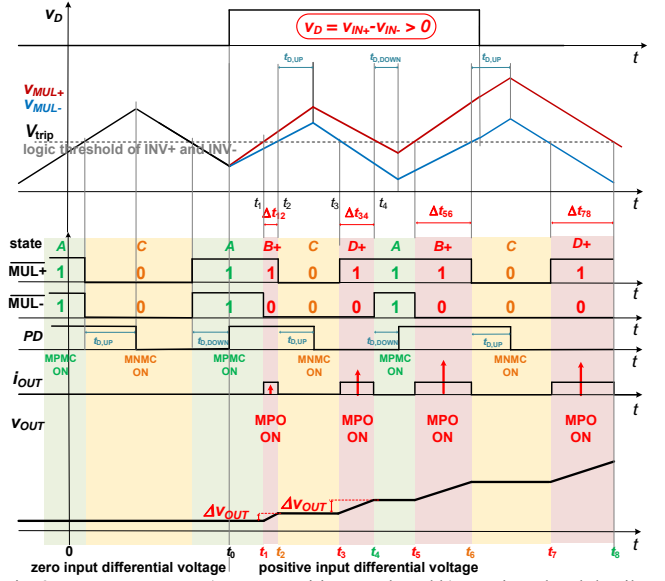 vD
vD = vIN+-vIN- > 0
t
tD,UP
tD,DOWN
tD,UP
vMUL+
vMUL-
Vtrip
logic threshold of INV+ and INV-
t
t1
t2
t3
t4
Δt12
Δt34
Δt56
Δt78
state
A
C
A
B+
C
D+
A
B+
C
D+
MUL+
1
0
1
1
0
1
1
1
0
1
t
MUL-
1
0
1
0
0
0
1
0
0
0
t
PD
tD,UP
tD,DOWN
tD,UP
tD,DOWN
tD,UP
t
MPMC ON
MNMC ON
MPMC ON
MNMC ON
MPMC ON
MNMC ON
iOUT
t
vOUT
MPO ON
MPO ON
MPO ON
MPO ON
ΔvOUT
ΔvOUT
t
0
t0
t1
t2
t3
t4
t5
t6
t7
t8
zero input differential voltage
positive input differential voltage